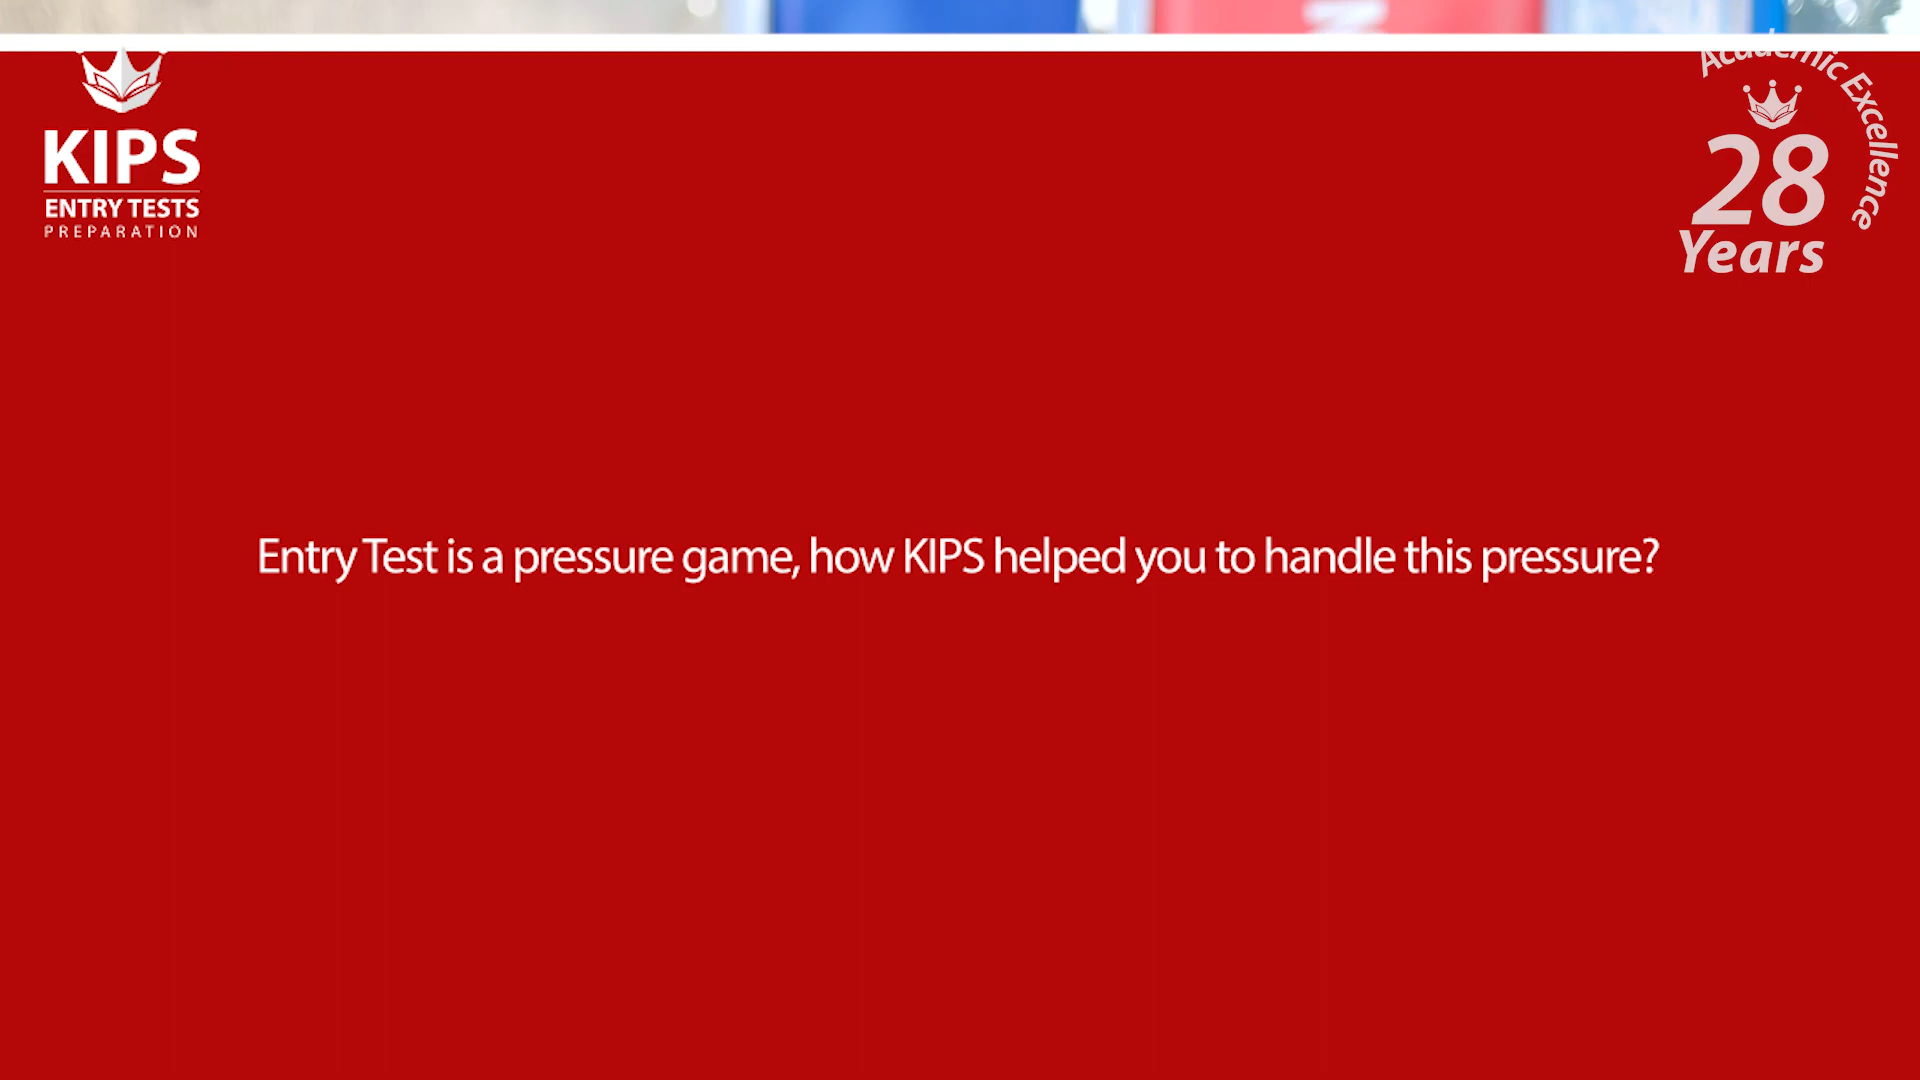 KIPS
ENTRY TESTS
PREPARATION
Academic Excellence
28
Years
Entry Test is a pressure game, how KIPS helped you to handle this pressure?